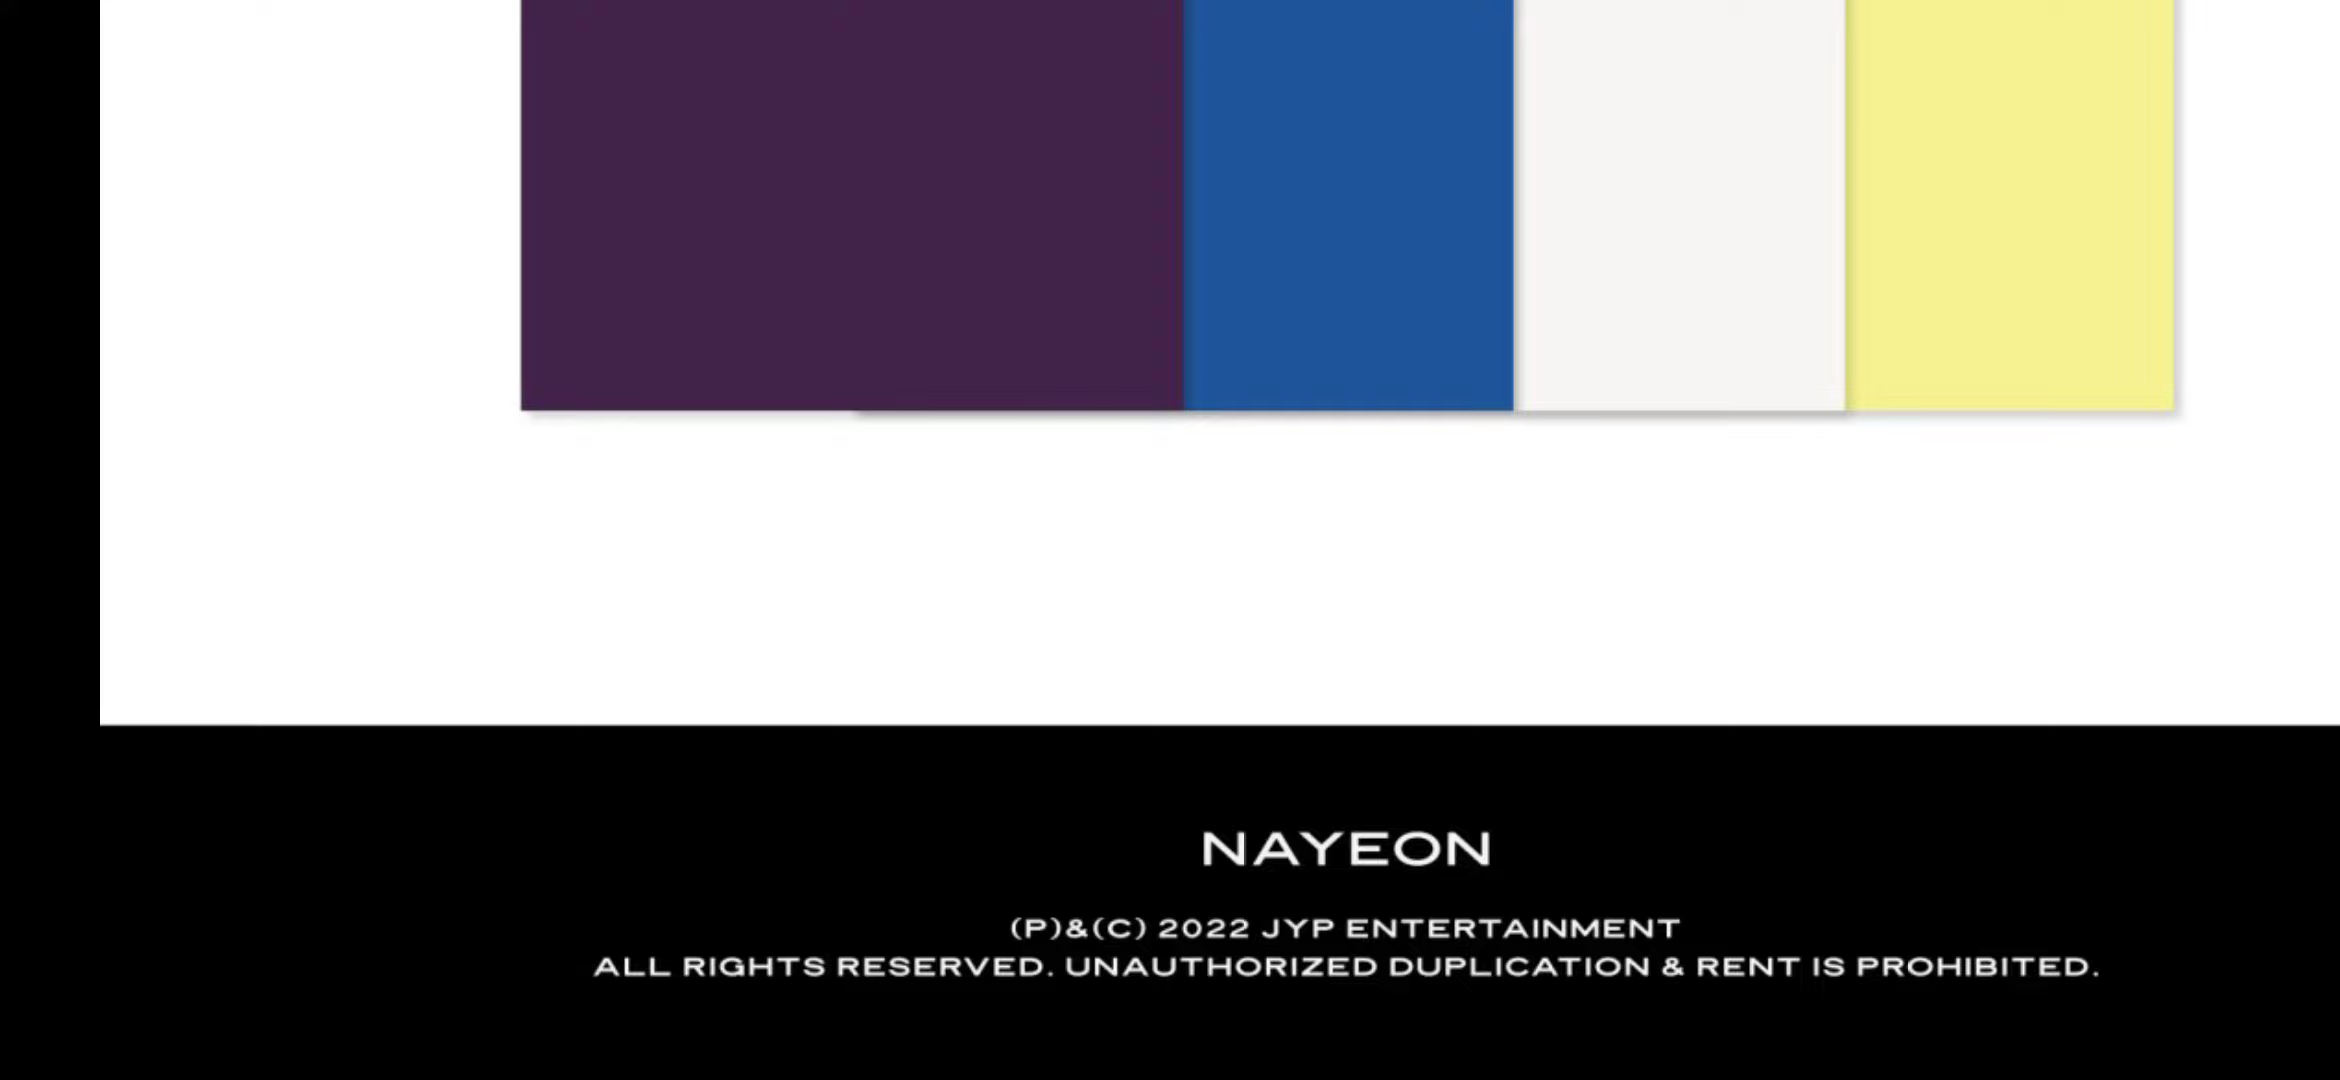 NAYEON
(P)&(C) 2022 JYP ENTERTAINMENT
ALL RIGHTS RESERVED. UNAUTHORIZED DUPLICATION & RENT IS PROHIBITED.